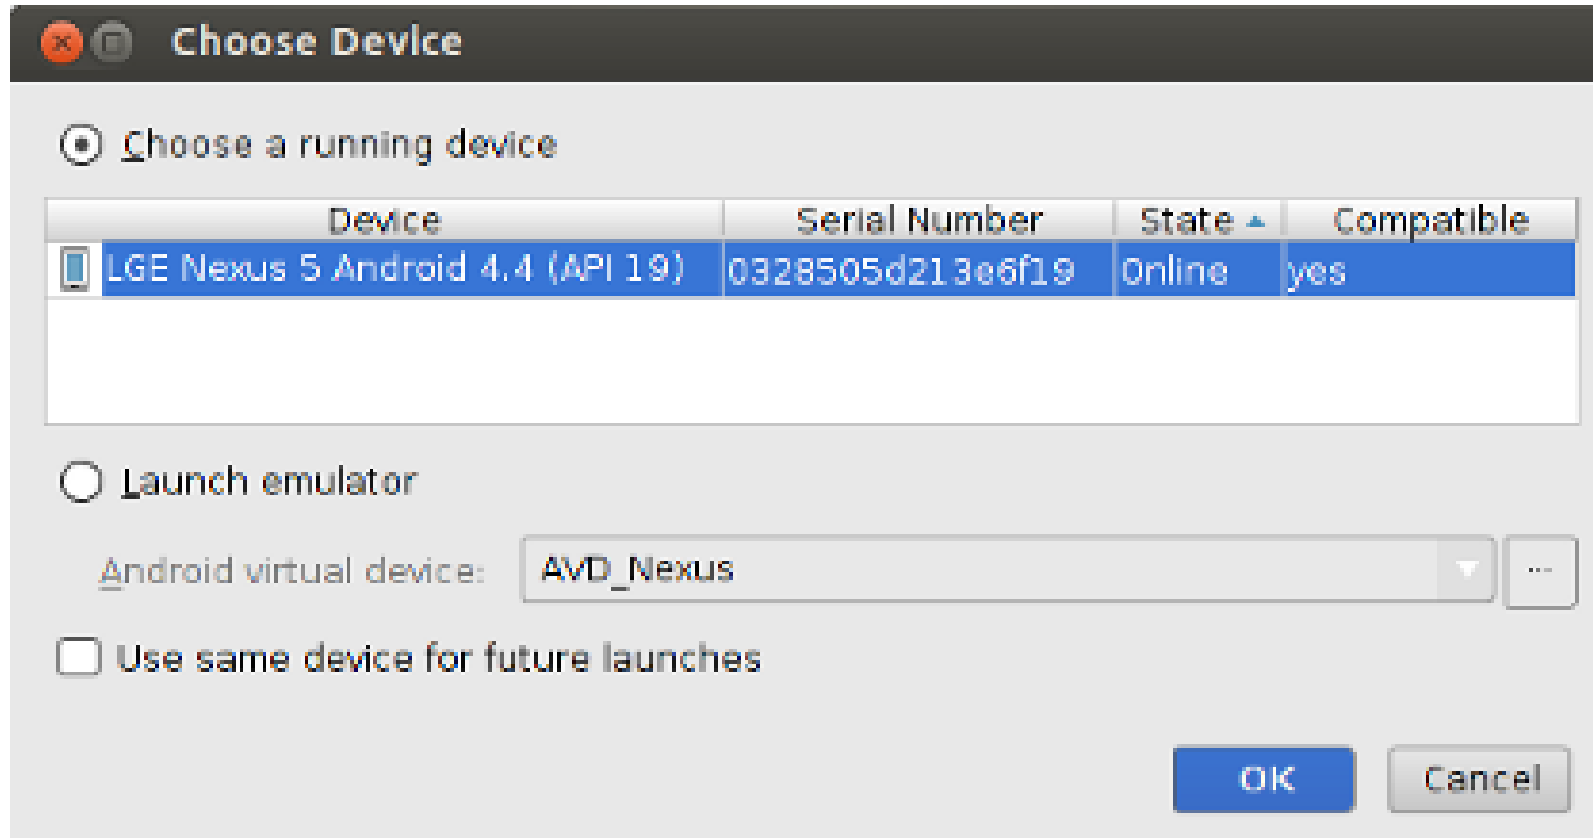 Choose Device
Choose a running device
Device Serial Number State Compatible
LGE Nexus 5 Android 4.4 (API 19) 0328505d213e6f19 Online yes
Launch emulator
Android virtual device: AVD_Nexus ...
Use same device for future launches
OK Cancel